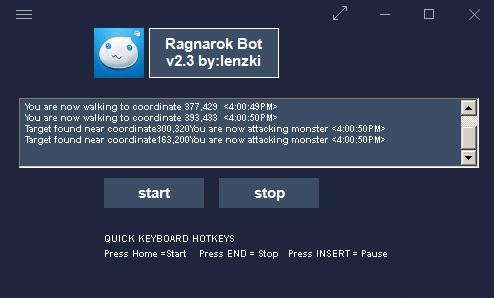 Ragnarok Bot
v2.3 by:lenzki
You are now walking to coordinate 377,429  <4:00:49PM>
You are now walking to coordinate 393,433  <4:00:50PM>
Target found near coordinate300,320You are now attacking monster <4:00:50PM>
Target found near coordinate163,200You are now attacking monster <4:00:50PM>
start
stop
QUICK KEYBOARD HOTKEYS
Press Home =Start    Press END = Stop   Press INSERT = Pause